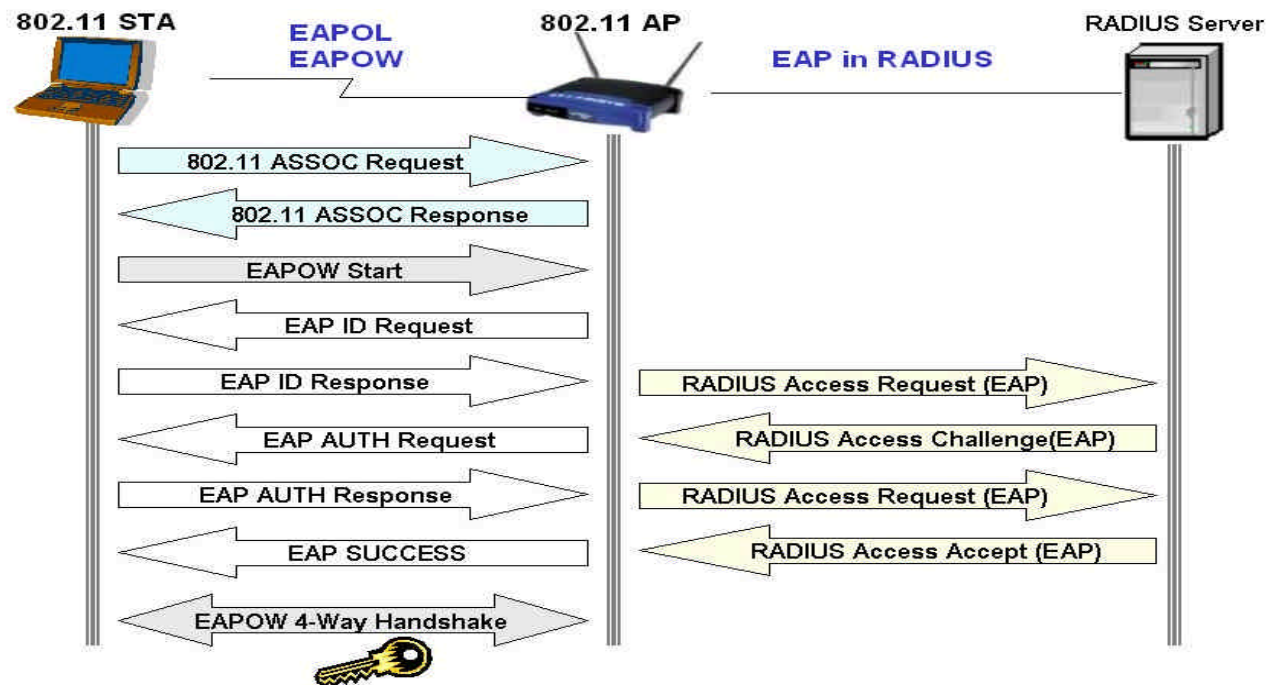 802.11 STA
EAPOL
EAPOW
802.11 AP
EAP in RADIUS
RADIUS Server
802.11 ASSOC Request
802.11 ASSOC Response
EAPOW Start
EAP ID Request
EAP ID Response
RADIUS Access Request (EAP)
EAP AUTH Request
RADIUS Access Challenge(EAP)
EAP AUTH Response
RADIUS Access Request (EAP)
EAP SUCCESS
RADIUS Access Accept (EAP)
EAPOW 4-Way Handshake